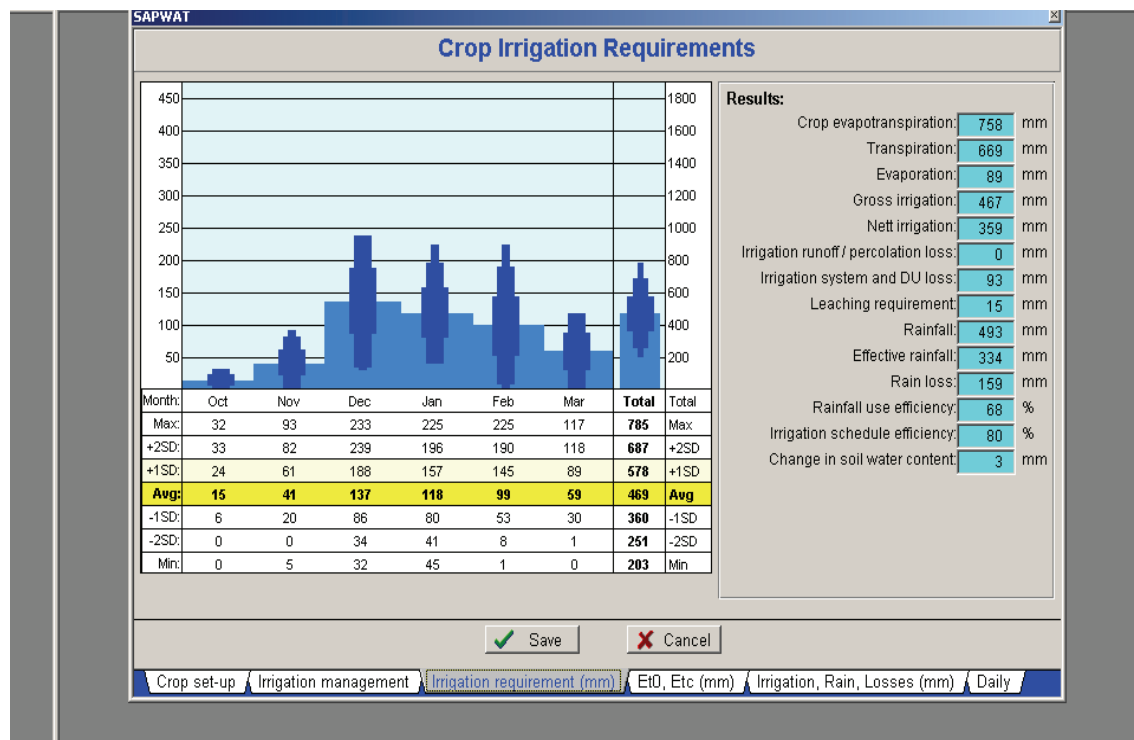 SAPWAT
Crop Irrigation Requirements
450 1800
400 1600
350 1400
300 1200
250 1000
200 800
150 600
100 400
50 200
Month: Oct Nov Dec Jan Feb Mar Total Total
Max: 32 93 233 225 225 117 785 Max
+2SD: 33 82 239 196 190 118 687 +2SD
+1SD: 24 61 188 157 145 89 578 +1SD
Avg: 15 41 137 118 99 59 469 Avg
-1SD: 6 20 86 80 53 30 360 -1SD
-2SD: 0 0 34 41 8 1 251 -2SD
Min: 0 5 32 45 1 0 203 Min
Results:
Crop evapotranspiration: 758 mm
Transpiration: 669 mm
Evaporation: 89 mm
Gross irrigation: 467 mm
Nett irrigation: 359 mm
Irrigation runoff / percolation loss: 0 mm
Irrigation system and DU loss: 93 mm
Leaching requirement: 15 mm
Rainfall: 493 mm
Effective rainfall: 334 mm
Rain loss: 159 mm
Rainfall use efficiency: 68 %
Irrigation schedule efficiency: 80 %
Change in soil water content: 3 mm
Save Cancel
Crop set-up Irrigation management Irrigation requirement (mm) Et0, Etc (mm) Irrigation, Rain, Losses (mm) Daily